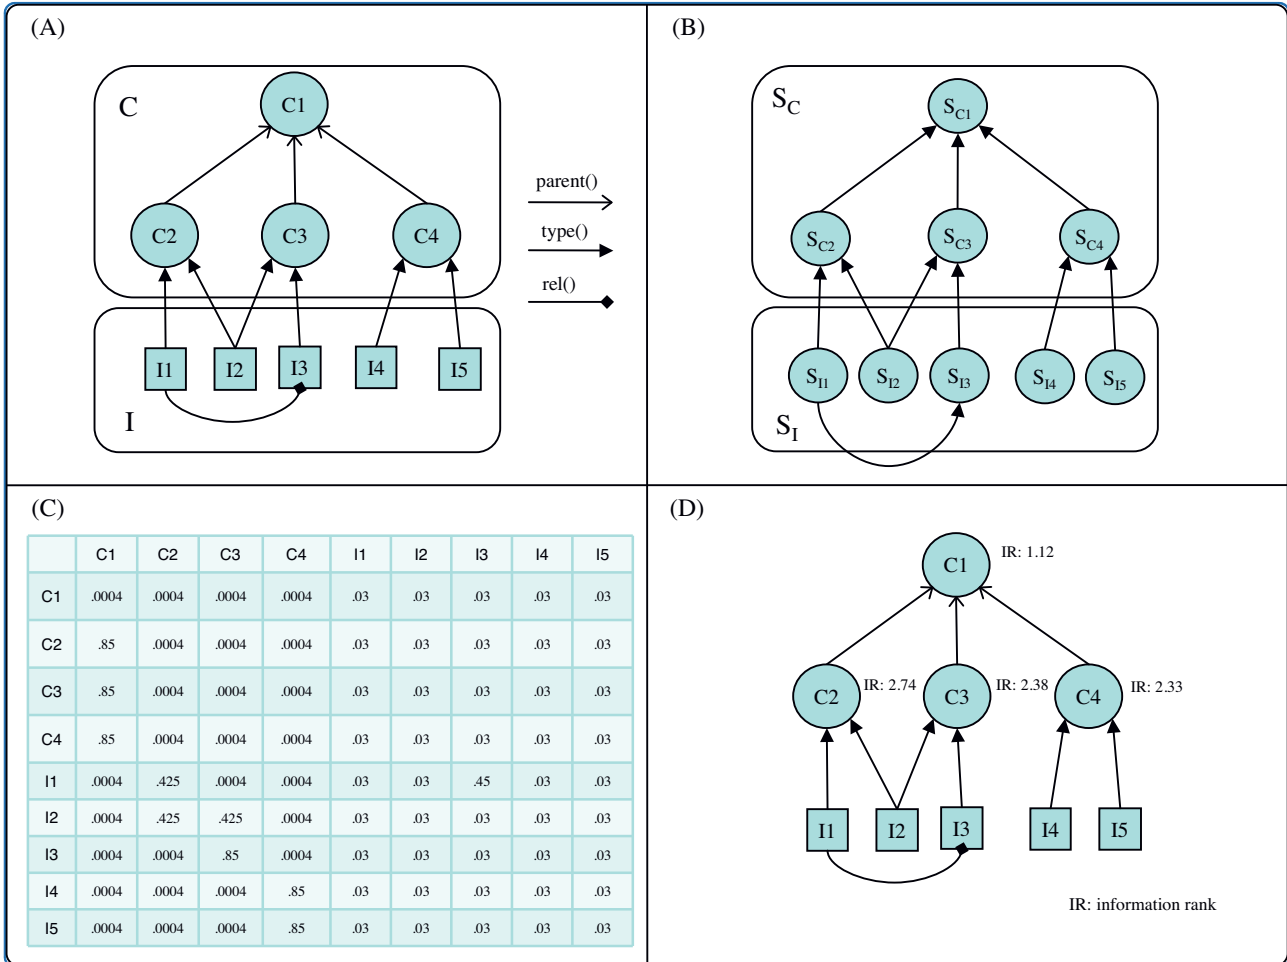 (A)
C
C1
C2
C3
C4
I1
I2
I3
I4
I5
I
parent()
type()
rel()
(B)
S_C
S_C1
S_C2
S_C3
S_C4
S_I1
S_I2
S_I3
S_I4
S_I5
S_I
(C)
C1 C2 C3 C4 I1 I2 I3 I4 I5
C1 .0004 .0004 .0004 .0004 .03 .03 .03 .03 .03
C2 .85 .0004 .0004 .0004 .03 .03 .03 .03 .03
C3 .85 .0004 .0004 .0004 .03 .03 .03 .03 .03
C4 .85 .0004 .0004 .0004 .03 .03 .03 .03 .03
I1 .0004 .425 .0004 .0004 .03 .03 .45 .03 .03
I2 .0004 .425 .425 .0004 .03 .03 .03 .03 .03
I3 .0004 .0004 .85 .0004 .03 .03 .03 .03 .03
I4 .0004 .0004 .0004 .85 .03 .03 .03 .03 .03
I5 .0004 .0004 .0004 .85 .03 .03 .03 .03 .03
(D)
C1 IR: 1.12
C2 IR: 2.74
C3 IR: 2.38
C4 IR: 2.33
I1
I2
I3
I4
I5
IR: information rank